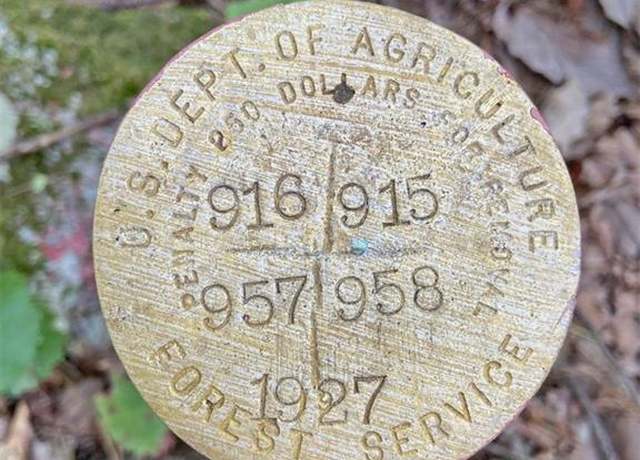 U.S. DEPT. OF AGRICULTURE
PENALTY 250 DOLLARS FOR REMOVAL
916 915
957 958
1927
FOREST SERVICE